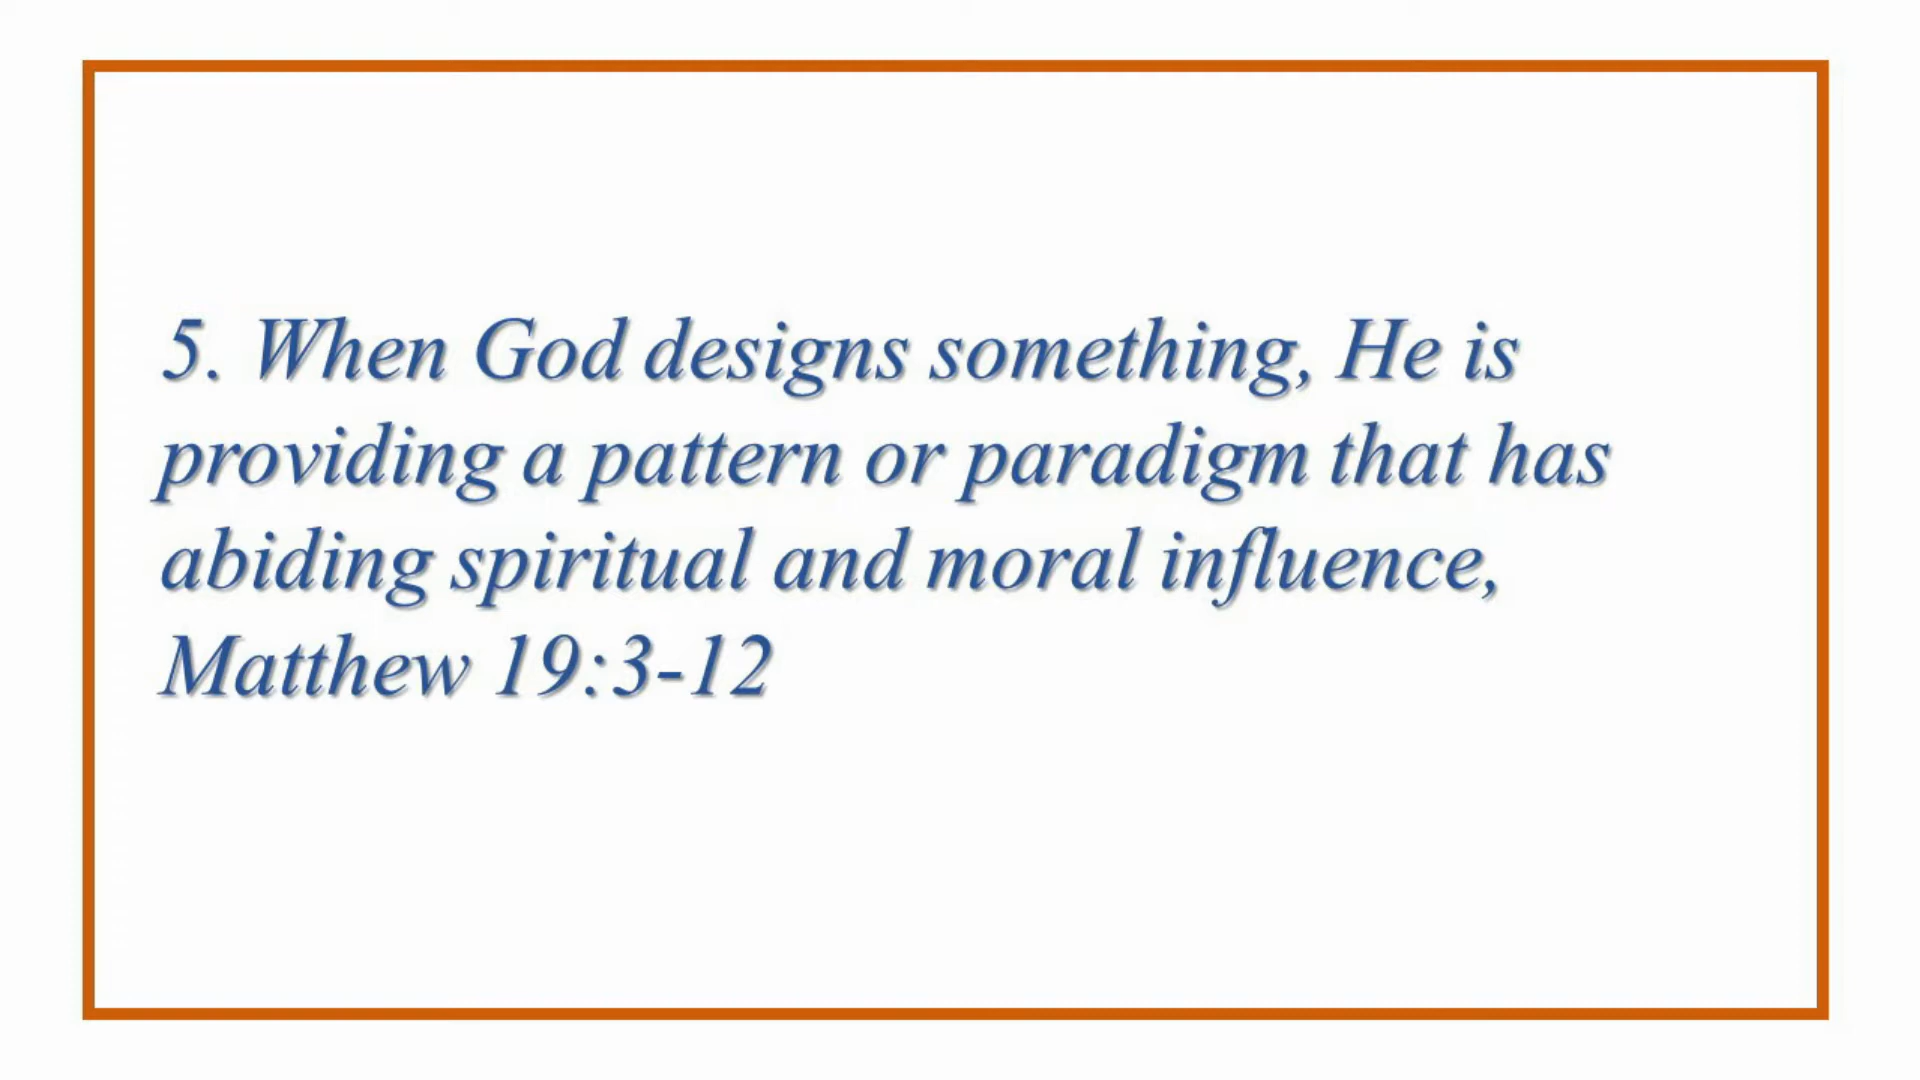 5. When God designs something, He is
providing a pattern or paradigm that has
abiding spiritual and moral influence,
Matthew 19:3-12